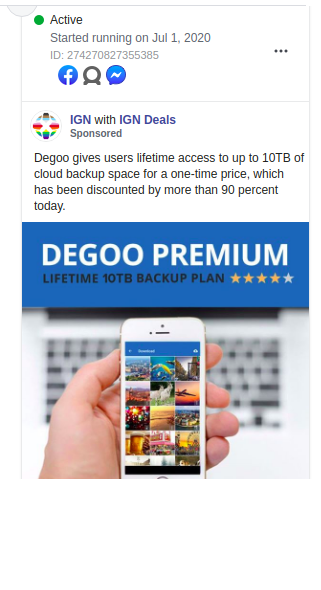 Active
Started running on Jul 1, 2020
ID: 274270827355385
IGN with IGN Deals
Sponsored
Degoo gives users lifetime access to up to 10TB of
cloud backup space for a one-time price, which
has been discounted by more than 90 percent
today.
DEGOO PREMIUM
LIFETIME 10TB BACKUP PLAN
Download